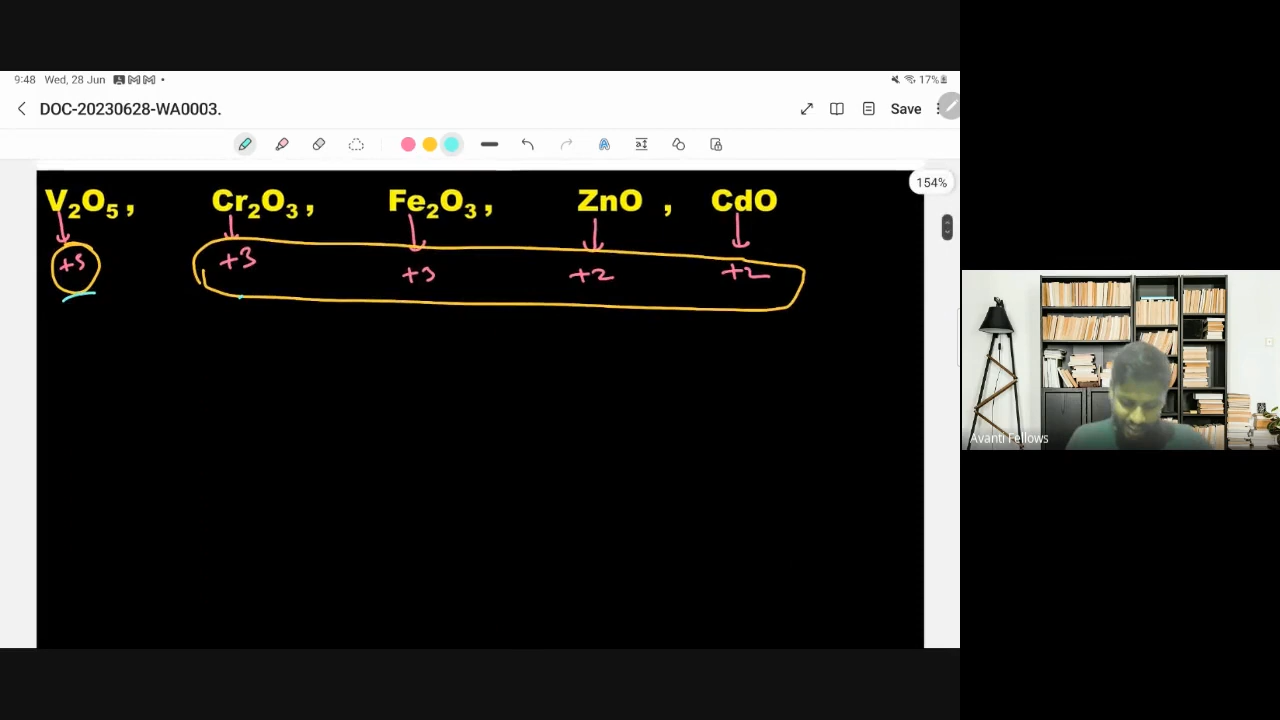 9:48 Wed, 28 Jun
17%
DOC-20230628-WA0003.
Save
154%
V₂O₅ , Cr₂O₃ , Fe₂O₃ , ZnO , CdO
+5 +3 +3 +2 +2
Avanti Fellows